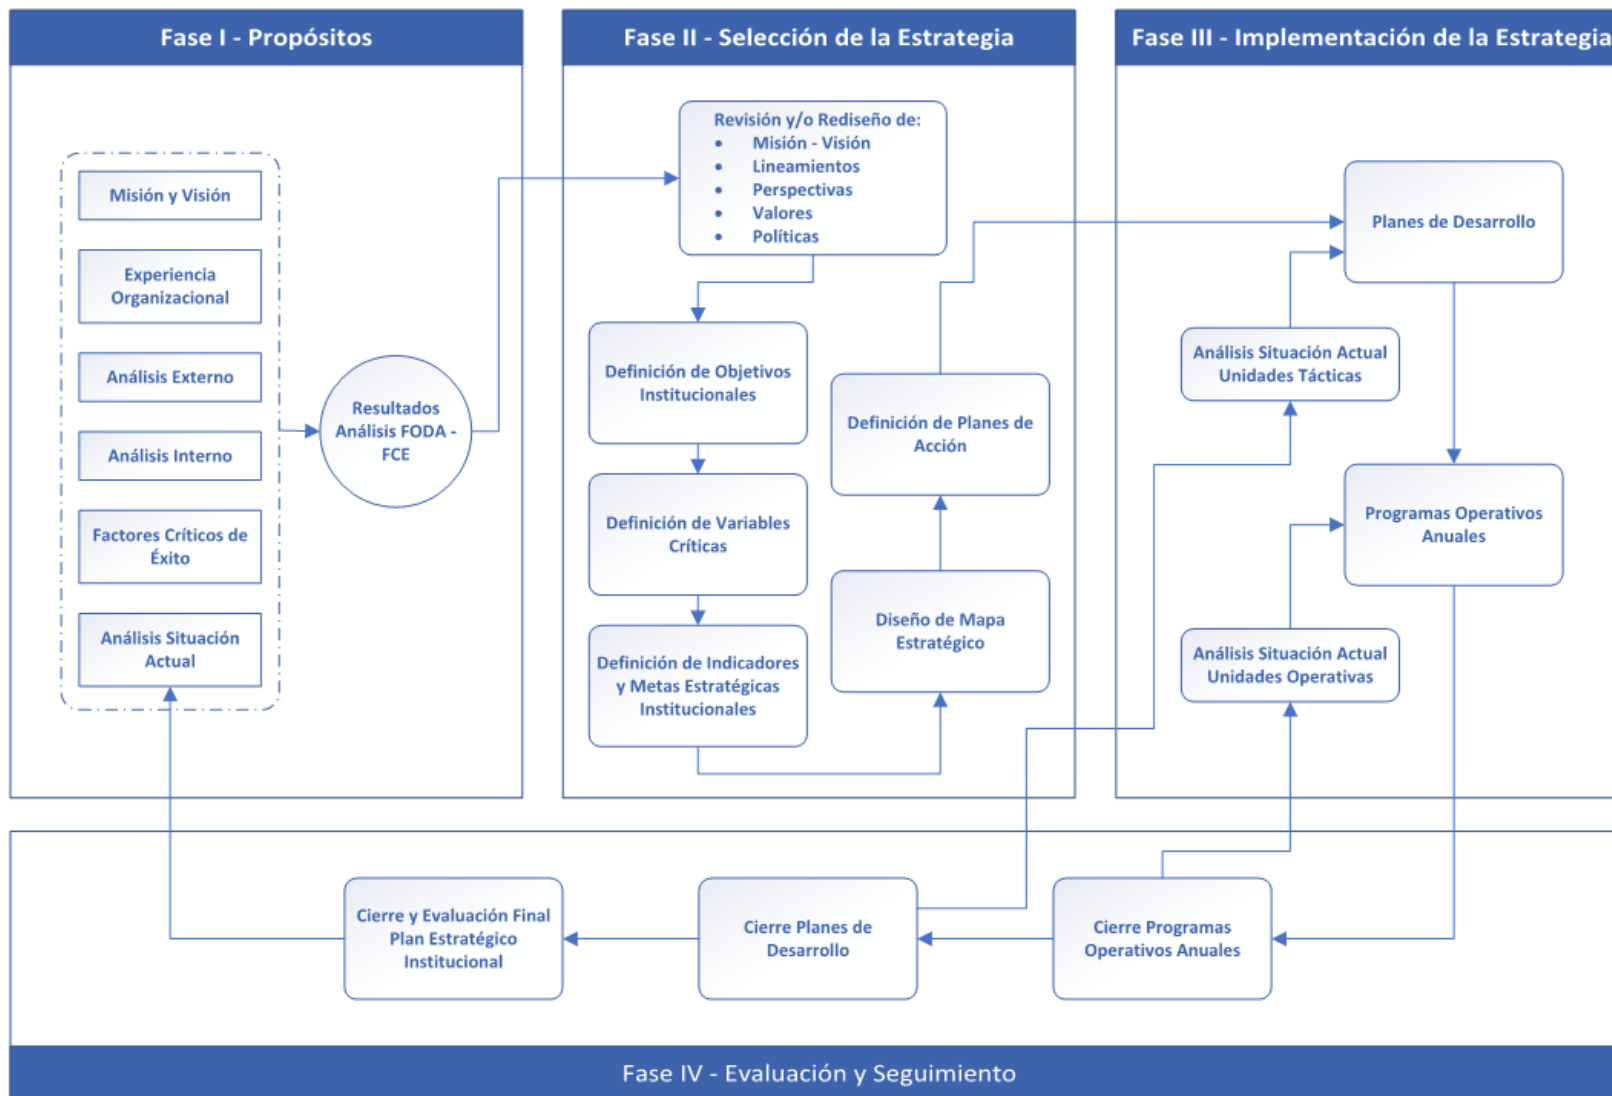 Fase I - Propósitos
Misión y Visión
Experiencia
Organizacional
Análisis Externo
Análisis Interno
Factores Críticos de
Éxito
Análisis Situación
Actual
Resultados
Análisis FODA -
FCE
Fase II - Selección de la Estrategia
Revisión y/o Rediseño de:
• Misión - Visión
• Lineamientos
• Perspectivas
• Valores
• Políticas
Definición de Objetivos
Institucionales
Definición de Variables
Críticas
Definición de Indicadores
y Metas Estratégicas
Institucionales
Diseño de Mapa
Estratégico
Definición de Planes de
Acción
Fase III - Implementación de la Estrategia
Planes de Desarrollo
Análisis Situación Actual
Unidades Tácticas
Programas Operativos
Anuales
Análisis Situación Actual
Unidades Operativas
Cierre y Evaluación Final
Plan Estratégico
Institucional
Cierre Planes de
Desarrollo
Cierre Programas
Operativos Anuales
Fase IV - Evaluación y Seguimiento